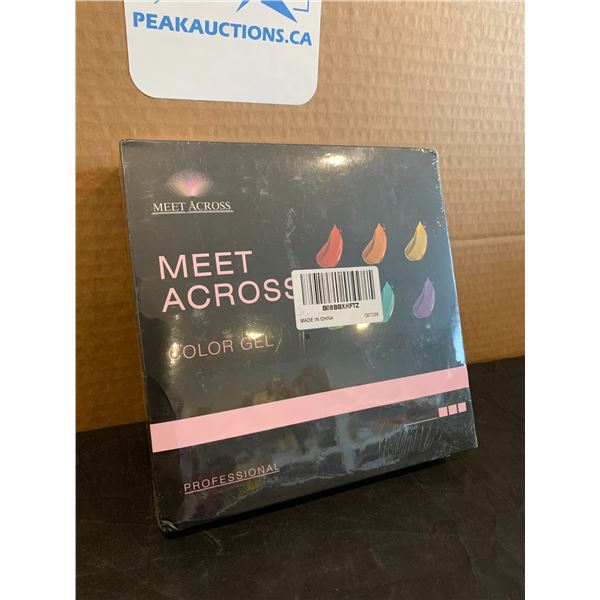 PEAKAUCTIONS.CA
MEET ACROSS
MEET
ACROSS
COLOR GEL
MADE IN CHINA
PROFESSIONAL